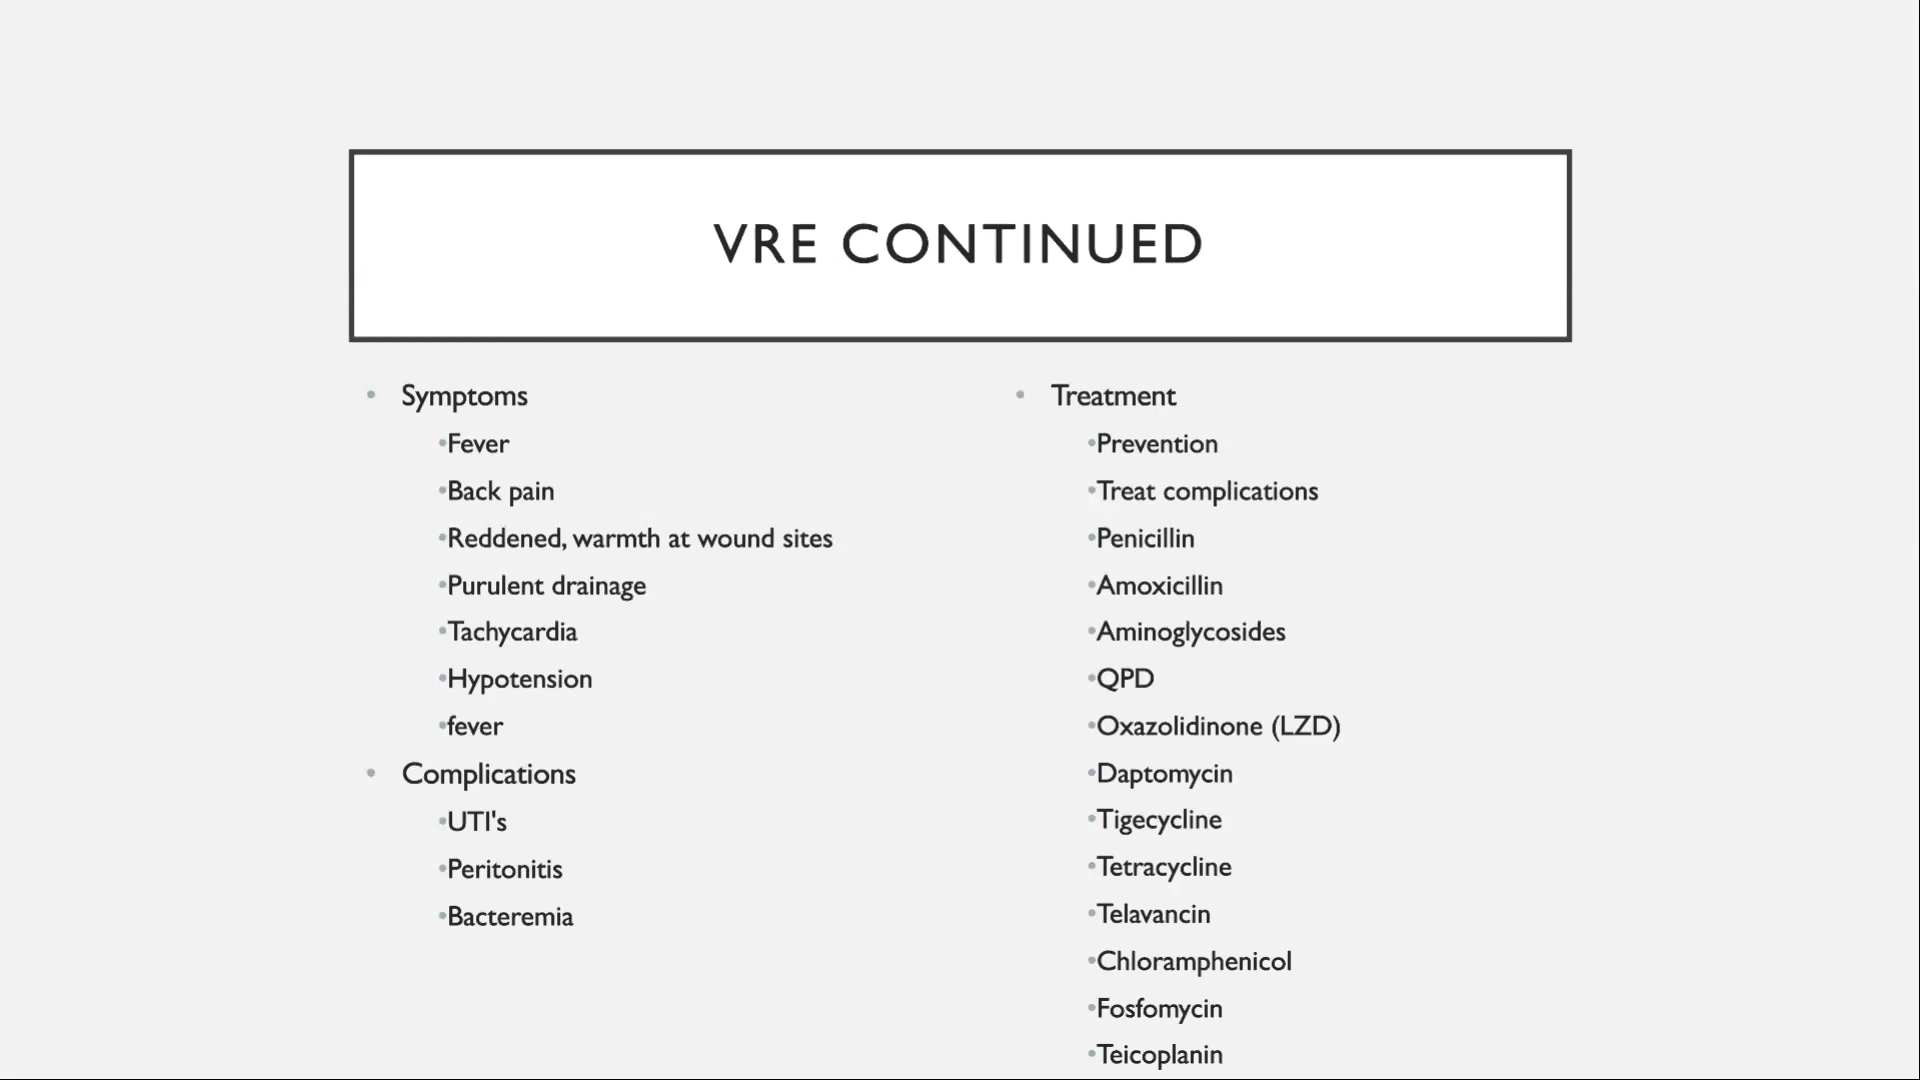 VRE CONTINUED
• Symptoms
•Fever
•Back pain
•Reddened, warmth at wound sites
•Purulent drainage
•Tachycardia
•Hypotension
•fever
• Complications
•UTI's
•Peritonitis
•Bacteremia
• Treatment
•Prevention
•Treat complications
•Penicillin
•Amoxicillin
•Aminoglycosides
•QPD
•Oxazolidinone (LZD)
•Daptomycin
•Tigecycline
•Tetracycline
•Telavancin
•Chloramphenicol
•Fosfomycin
•Teicoplanin